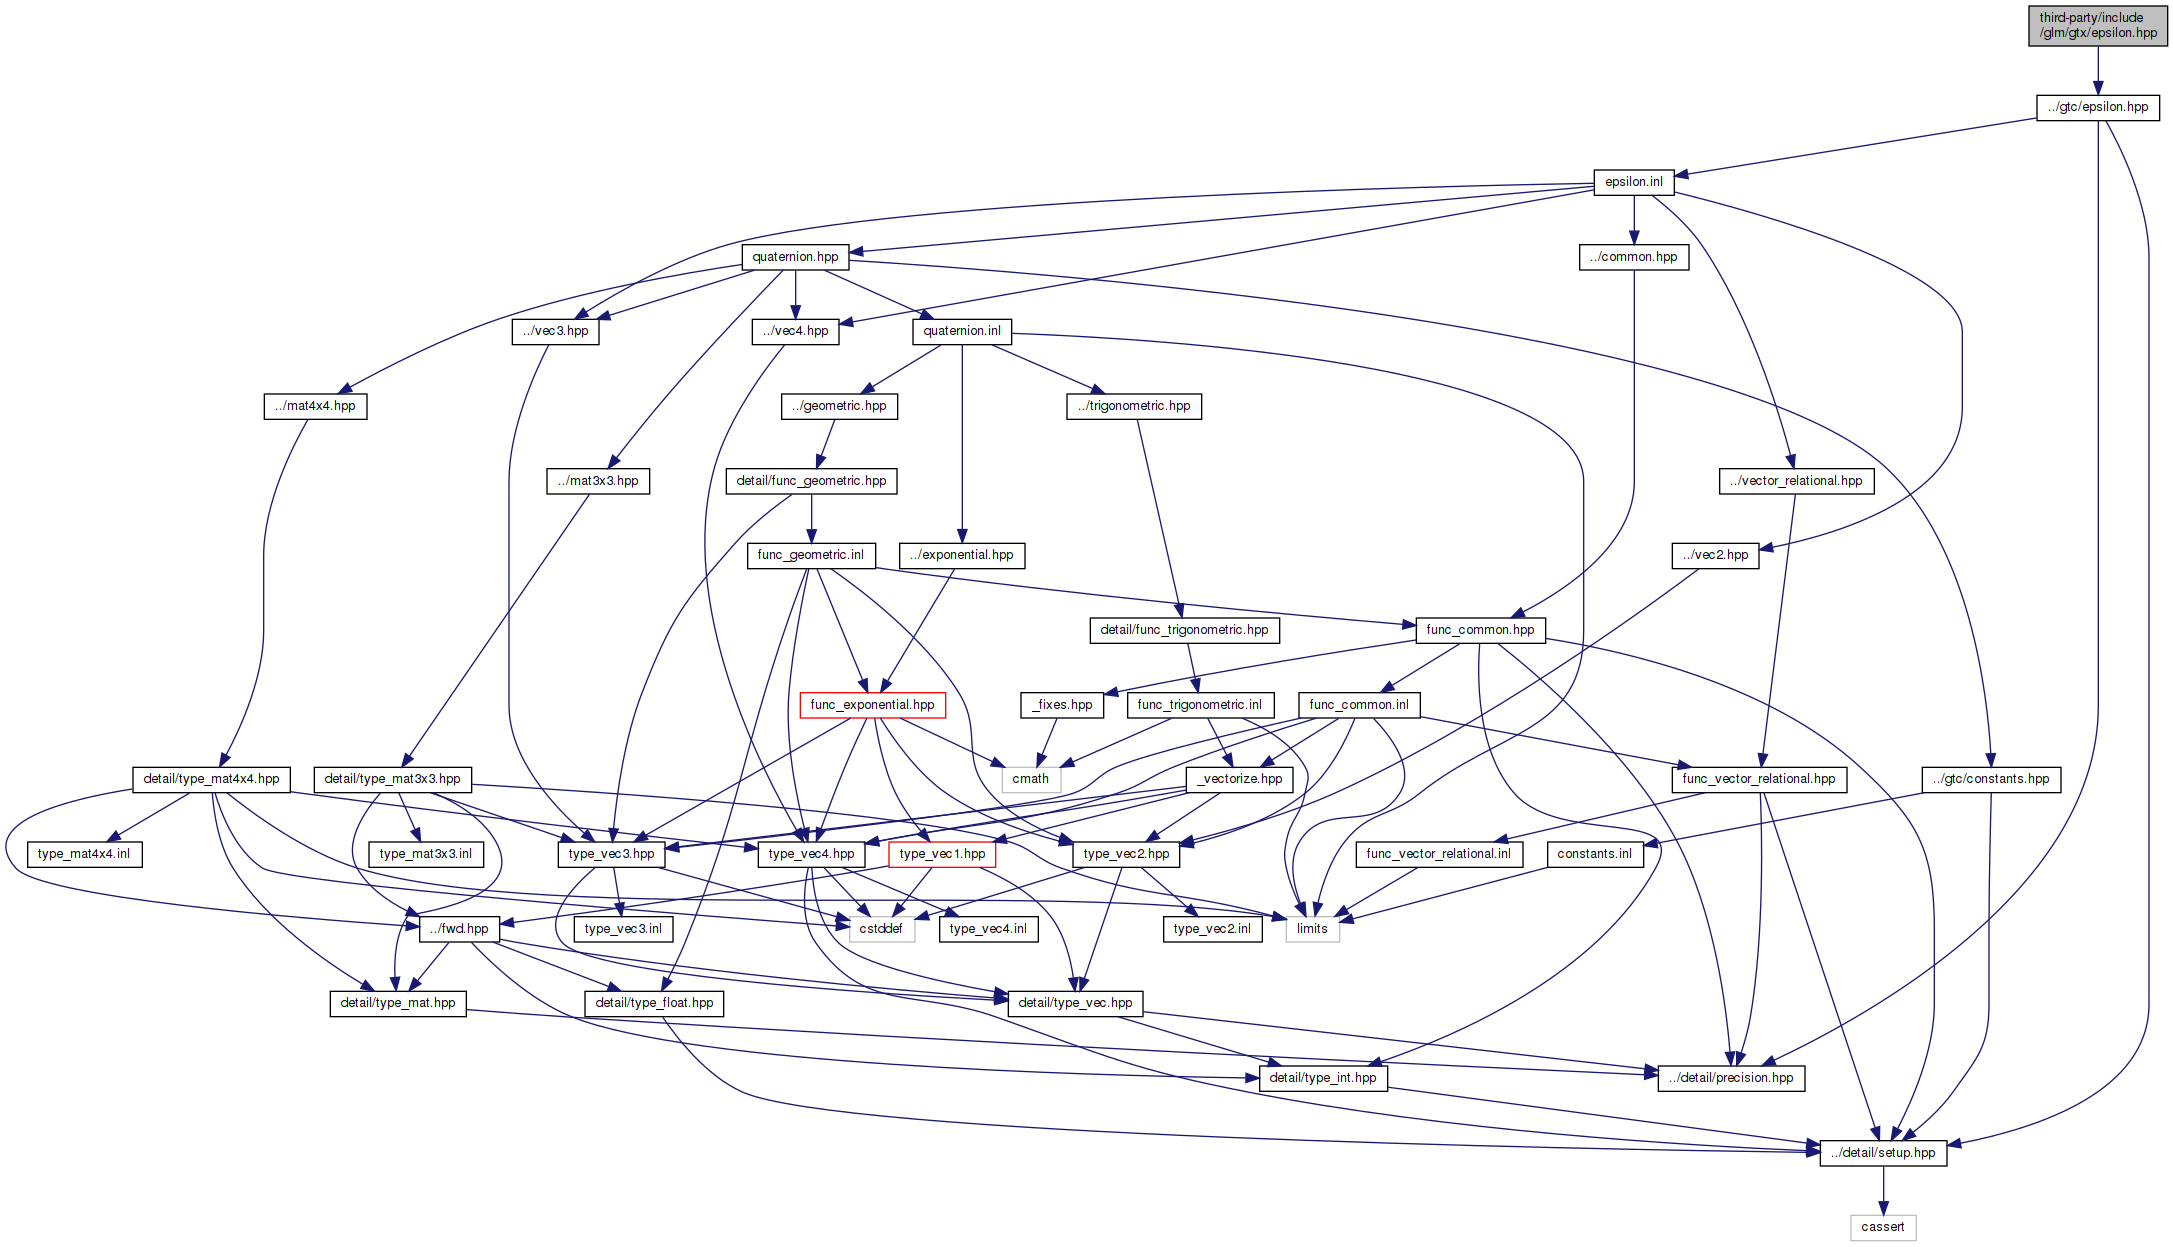 third-party/include
/glm/gtx/epsilon.hpp
../gtc/epsilon.hpp
epsilon.inl
quaternion.hpp
../common.hpp
../vec3.hpp
../vec4.hpp
quaternion.inl
../mat4x4.hpp
../geometric.hpp
../trigonometric.hpp
../mat3x3.hpp
detail/func_geometric.hpp
../vector_relational.hpp
func_geometric.inl
../exponential.hpp
../vec2.hpp
detail/func_trigonometric.hpp
func_common.hpp
func_exponential.hpp
_fixes.hpp
func_trigonometric.inl
func_common.inl
detail/type_mat4x4.hpp
detail/type_mat3x3.hpp
cmath
_vectorize.hpp
func_vector_relational.hpp
../gtc/constants.hpp
type_mat4x4.inl
type_mat3x3.inl
type_vec3.hpp
type_vec4.hpp
type_vec1.hpp
type_vec2.hpp
func_vector_relational.inl
constants.inl
../fwd.hpp
type_vec3.inl
cstddef
type_vec4.inl
type_vec2.inl
limits
detail/type_mat.hpp
detail/type_float.hpp
detail/type_vec.hpp
detail/type_int.hpp
../detail/precision.hpp
../detail/setup.hpp
cassert